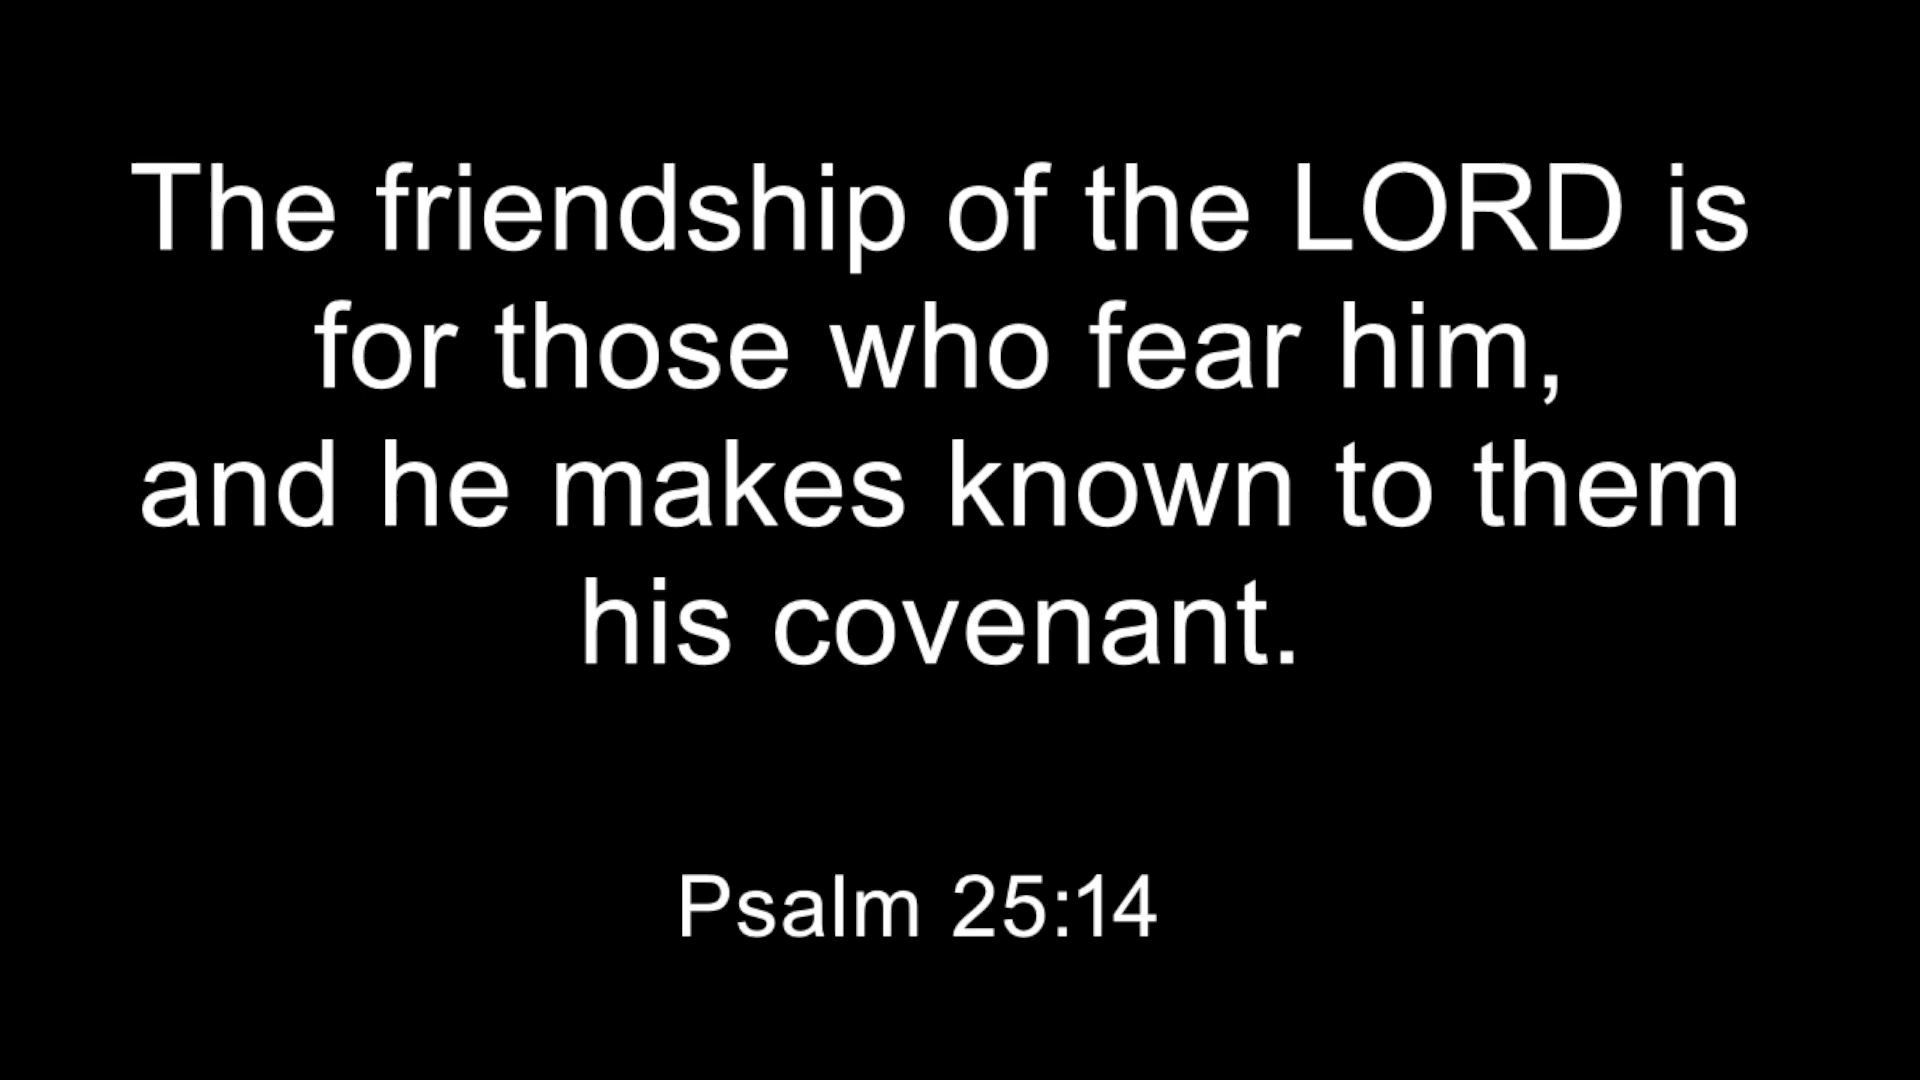 The friendship of the LORD is
for those who fear him,
and he makes known to them
his covenant.
Psalm 25:14